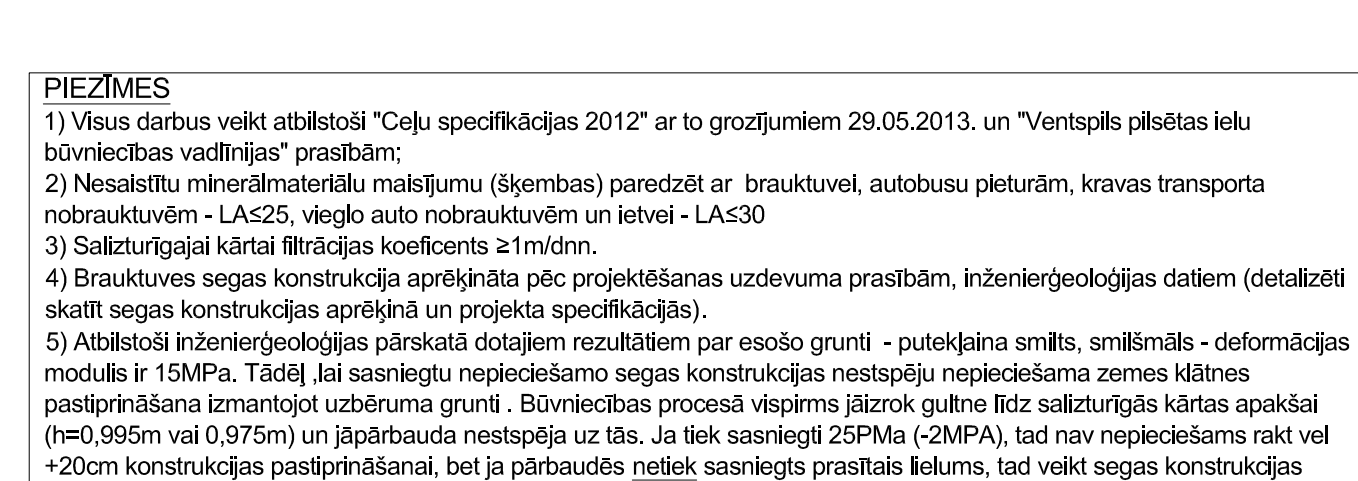 PIEZĪMES
1) Visus darbus veikt atbilstoši "Ceļu specifikācijas 2012" ar to grozījumiem 29.05.2013. un "Ventspils pilsētas ielu
būvniecības vadlīnijas" prasībām;
2) Nesaistītu minerālmateriālu maisījumu (šķembas) paredzēt ar  brauktuvei, autobusu pieturām, kravas transporta
nobrauktuvēm - LA≤25, vieglo auto nobrauktuvēm un ietvei - LA≤30
3) Salizturīgajai kārtai filtrācijas koeficents ≥1m/dnn.
4) Brauktuves segas konstrukcija aprēķināta pēc projektēšanas uzdevuma prasībām, inženierģeoloģijas datiem (detalizēti
skatīt segas konstrukcijas aprēķinā un projekta specifikācijās).
5) Atbilstoši inženierģeoloģijas pārskatā dotajiem rezultātiem par esošo grunti  - putekļaina smilts, smilšmāls - deformācijas
modulis ir 15MPa. Tādēļ ,lai sasniegtu nepieciešamo segas konstrukcijas nestspēju nepieciešama zemes klātnes
pastiprināšana izmantojot uzbēruma grunti . Būvniecības procesā vispirms jāizrok gultne līdz salizturīgās kārtas apakšai
(h=0,995m vai 0,975m) un jāpārbauda nestspēja uz tās. Ja tiek sasniegti 25PMa (-2MPA), tad nav nepieciešams rakt vel
+20cm konstrukcijas pastiprināšanai, bet ja pārbaudēs netiek sasniegts prasītais lielums, tad veikt segas konstrukcijas